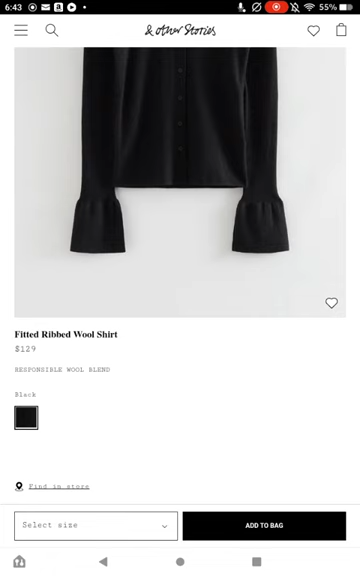 6:43
55%
& other Stories
Fitted Ribbed Wool Shirt
$129
RESPONSIBLE WOOL BLEND
Black
Find in store
Select size
ADD TO BAG